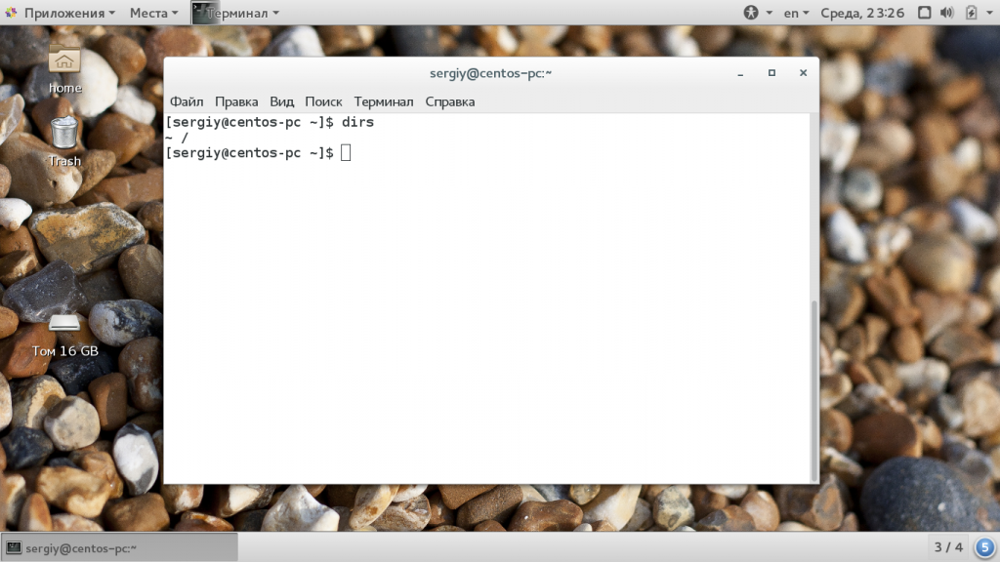 Приложения Места Терминал en Среда, 23:26
home
Trash
Том 16 GB
sergiy@centos-pc:~
Файл Правка Вид Поиск Терминал Справка
[sergiy@centos-pc ~]$ dirs
~ /
[sergiy@centos-pc ~]$
sergiy@centos-pc:~ 3 / 4 5